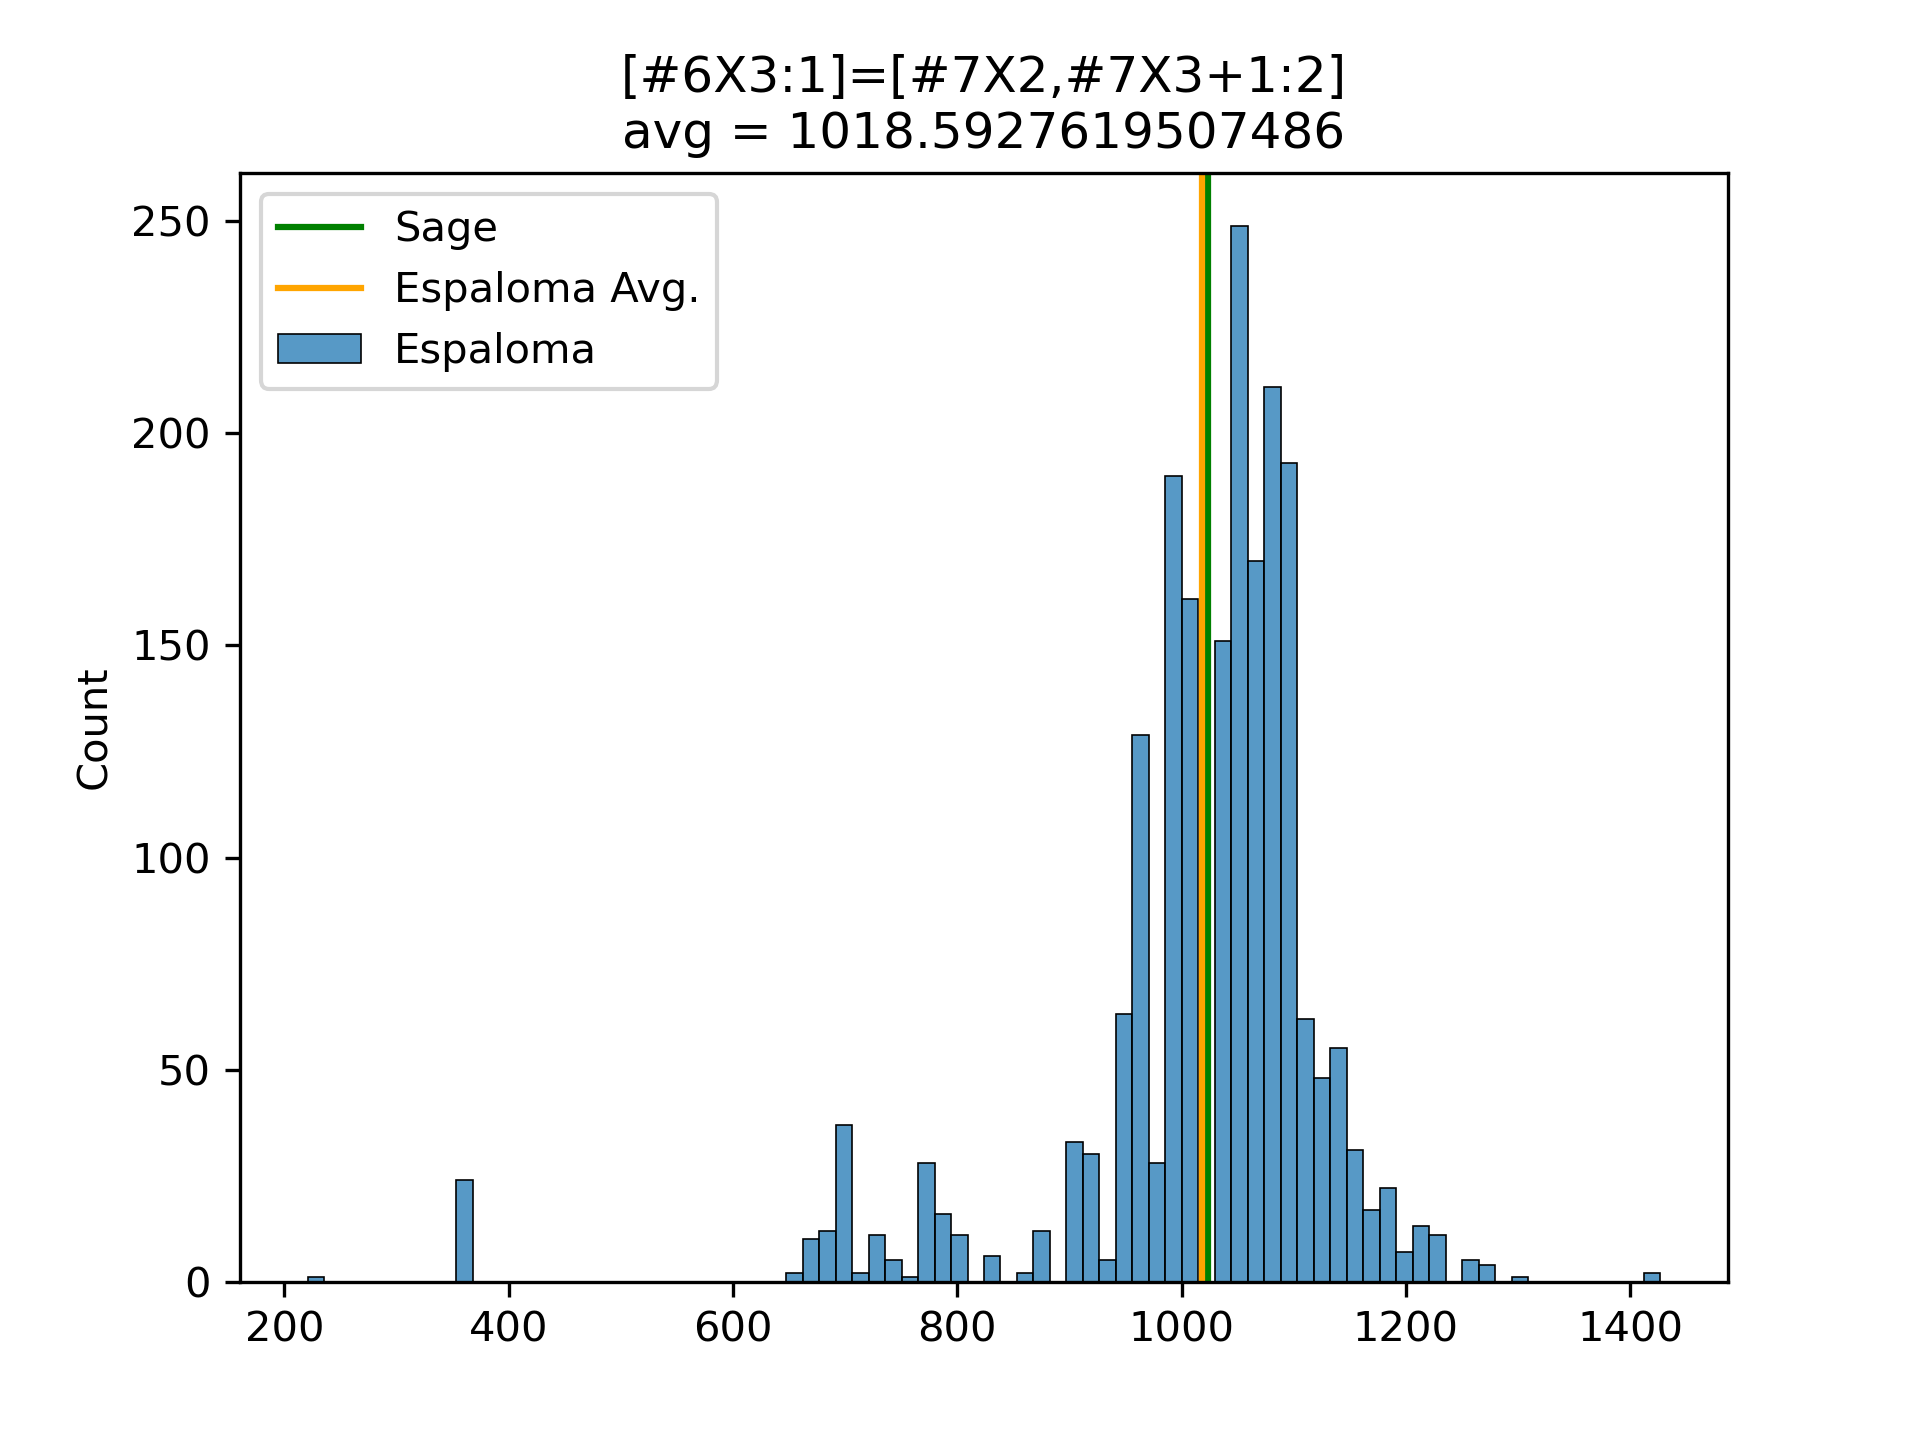 [#6X3:1]=[#7X2,#7X3+1:2]
avg = 1018.5927619507486
Sage
Espaloma Avg.
Espaloma
Count
250
200
150
100
50
0
200 400 600 800 1000 1200 1400